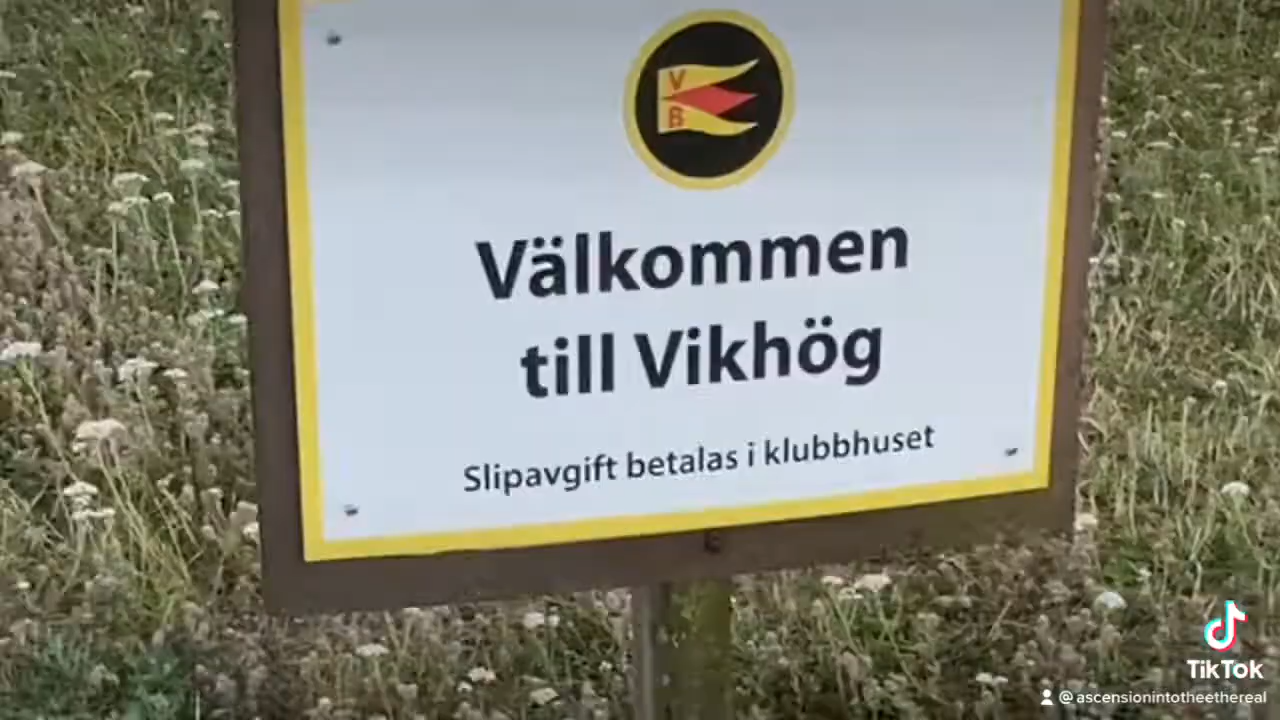 V
B
Välkommen
till Vikhög
Slipavgift betalas i klubbhuset
TikTok
@ascensionintotheethereal